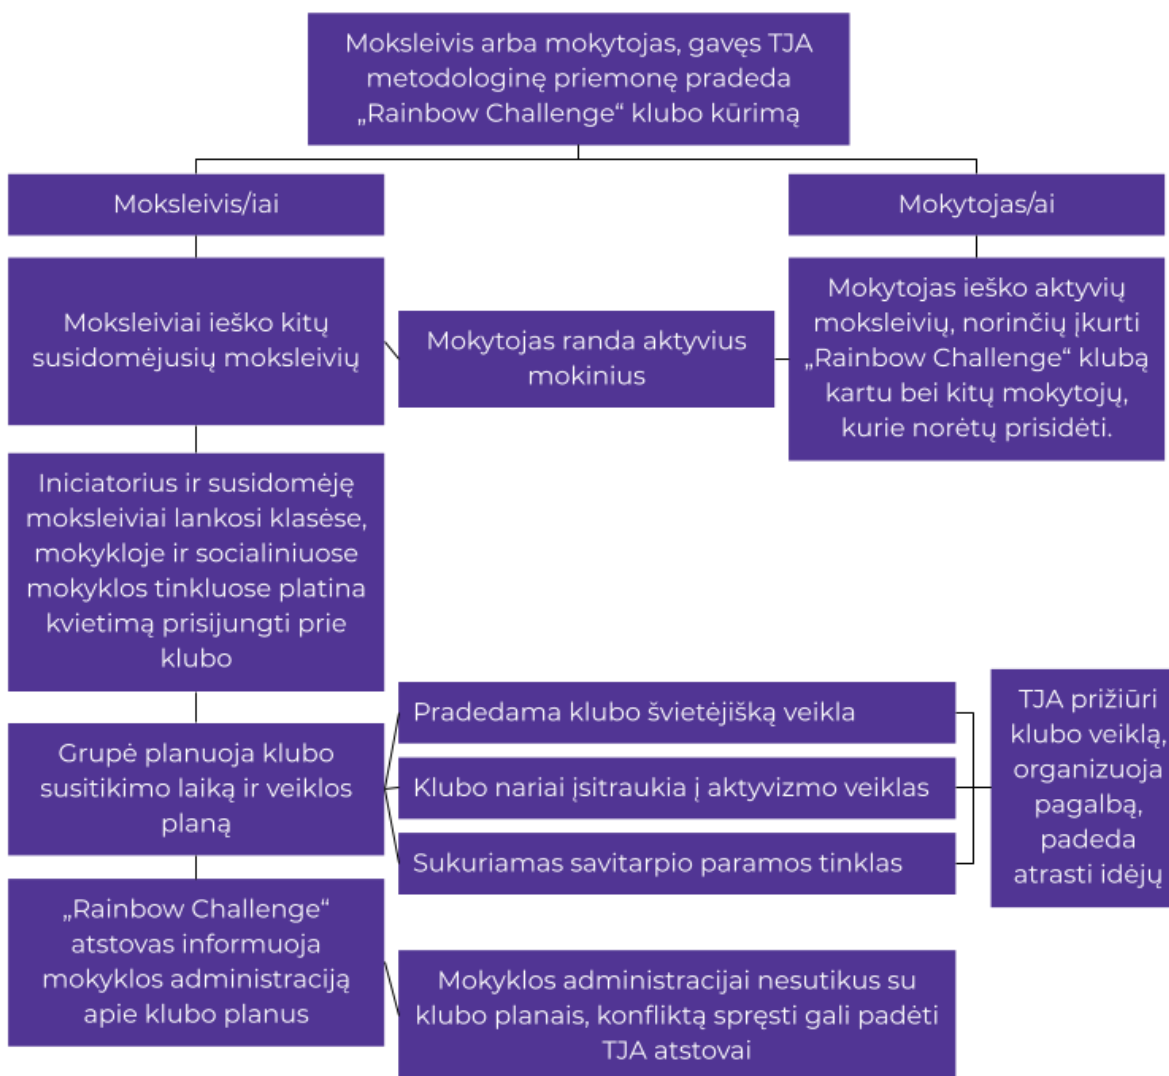 Moksleivis arba mokytojas, gavęs TJA
metodologinę priemonę pradeda
„Rainbow Challenge“ klubo kūrimą
Moksleivis/iai
Mokytojas/ai
Moksleiviai ieško kitų
susidomėjusių moksleivių
Mokytojas randa aktyvius
mokinius
Mokytojas ieško aktyvių
moksleivių, norinčių įkurti
„Rainbow Challenge“ klubą
kartu bei kitų mokytojų,
kurie norėtų prisidėti.
Iniciatorius ir susidomėję
moksleiviai lankosi klasėse,
mokykloje ir socialiniuose
mokyklos tinkluose platina
kvietimą prisijungti prie
klubo
Grupė planuoja klubo
susitikimo laiką ir veiklos
planą
Pradedama klubo švietėjišką veikla
Klubo nariai įsitraukia į aktyvizmo veiklas
Sukuriamas savitarpio paramos tinklas
TJA prižiūri
klubo veiklą,
organizuoja
pagalbą,
padeda
atrasti idėjų
„Rainbow Challenge“
atstovas informuoja
mokyklos administraciją
apie klubo planus
Mokyklos administracijai nesutikus su
klubo planais, konfliktą spręsti gali padėti
TJA atstovai